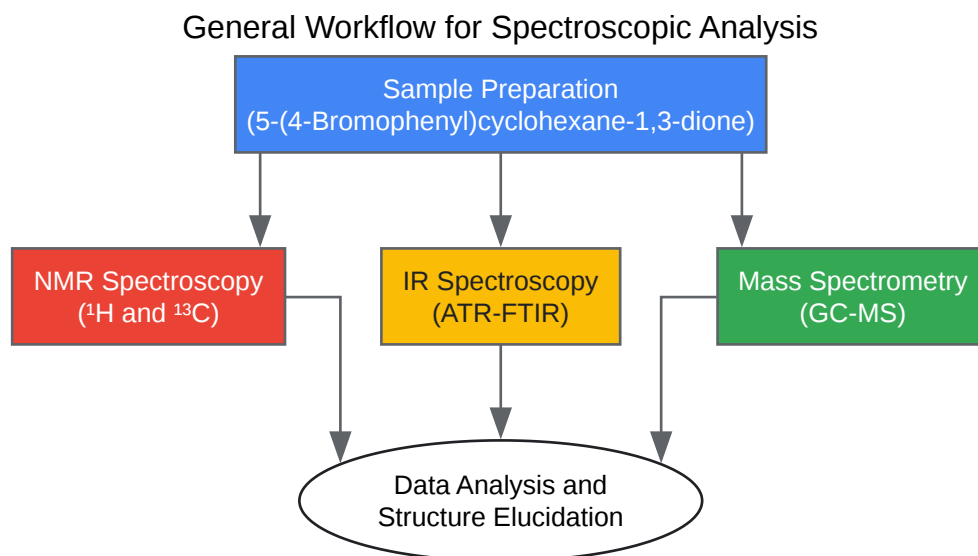 General Workflow for Spectroscopic Analysis
Sample Preparation
(5-(4-Bromophenyl)cyclohexane-1,3-dione)
NMR Spectroscopy
(¹H and ¹³C)
IR Spectroscopy
(ATR-FTIR)
Mass Spectrometry
(GC-MS)
Data Analysis and
Structure Elucidation